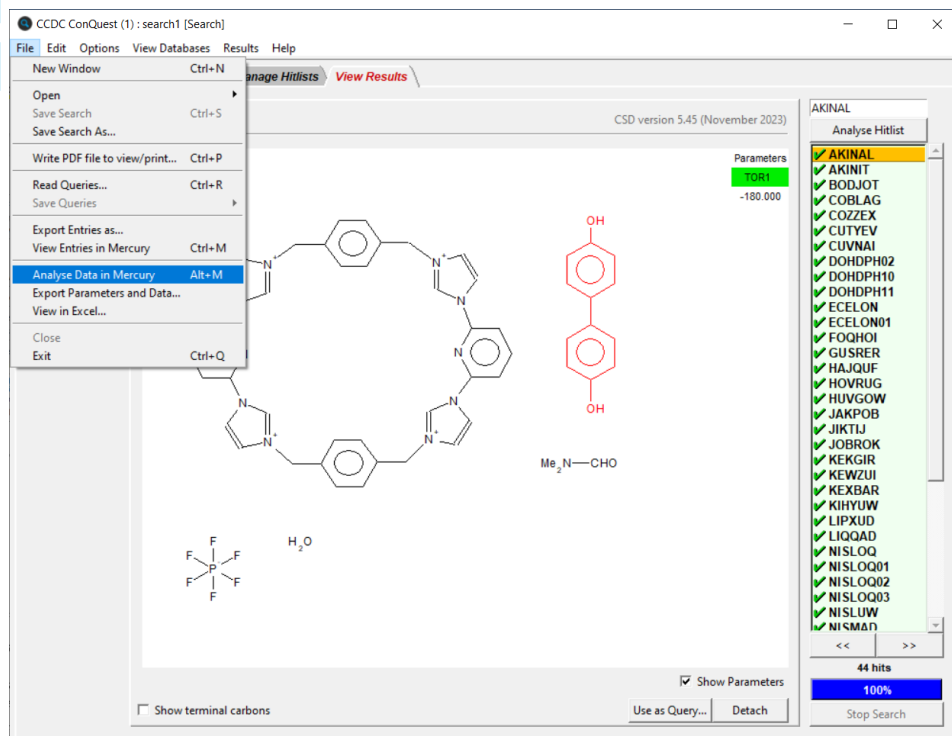 CCDC ConQuest (1) : search1 [Search]
File Edit Options View Databases Results Help
New Window Ctrl+N
Open
Save Search Ctrl+S
Save Search As...
Write PDF file to view/print... Ctrl+P
Read Queries... Ctrl+R
Save Queries
Export Entries as...
View Entries in Mercury Ctrl+M
Analyse Data in Mercury Alt+M
Export Parameters and Data...
View in Excel...
Close
Exit Ctrl+Q
anage Hitlists View Results
CSD version 5.45 (November 2023)
Parameters
TOR1
-180.000
N+
N+
N
N
N
N
N+
N+
OH
OH
Me2N—CHO
H2O
F
F F
P
F F
F
Show Parameters
Show terminal carbons
Use as Query... Detach
AKINAL
Analyse Hitlist
AKINAL
AKINIT
BODJOT
COBLAG
COZZEX
CUTYEV
CUVNAI
DOHDPH02
DOHDPH10
DOHDPH11
ECELON
ECELON01
FOQHOI
GUSRER
HAJQUF
HOVRUG
HUVGOW
JAKPOB
JIKTIJ
JOBROK
KEKGIR
KEWZUI
KEXBAR
KIHYUW
LIPXUD
LIQQAD
NISLOQ
NISLOQ01
NISLOQ02
NISLOQ03
NISLUW
NISMAD
<< >>
44 hits
100%
Stop Search